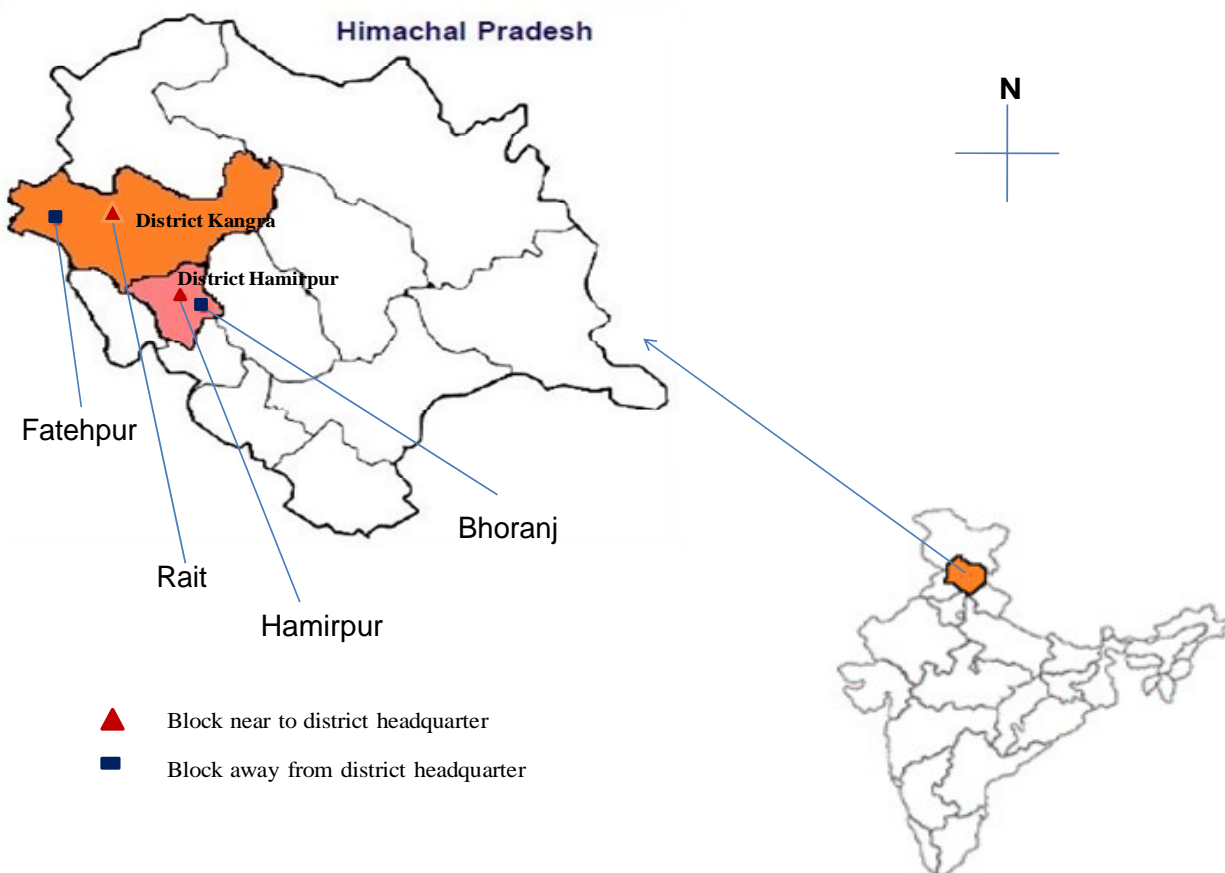 Himachal Pradesh
N
District Kangra
District Hamirpur
Fatehpur
Bhoranj
Rait
Hamirpur
Block near to district headquarter
Block away from district headquarter